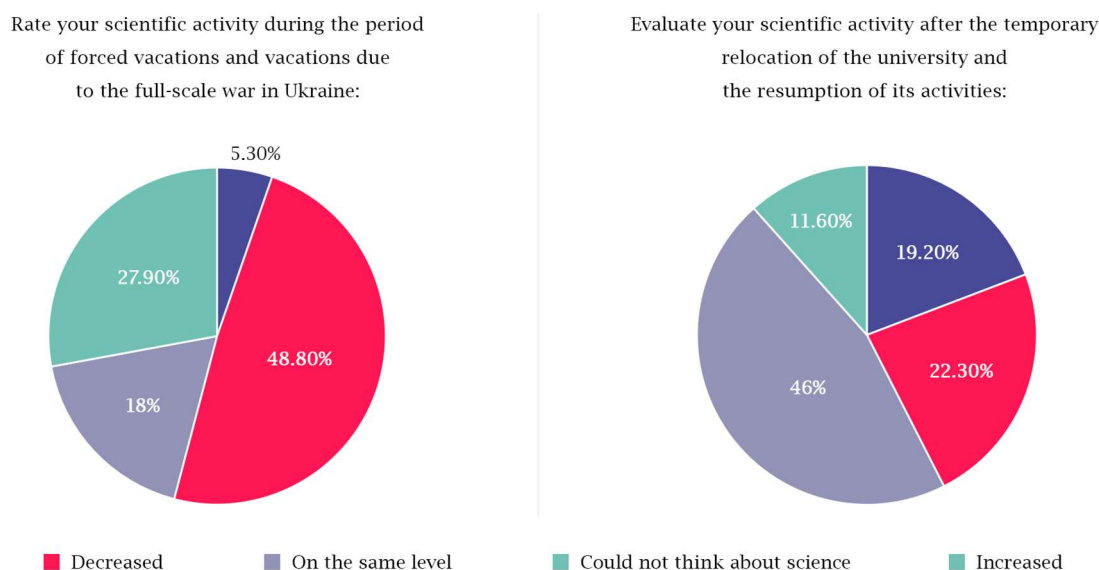 Rate your scientific activity during the period
of forced vacations and vacations due
to the full-scale war in Ukraine:
5.30%
27.90%
48.80%
18%
Evaluate your scientific activity after the temporary
relocation of the university and
the resumption of its activities:
11.60%
19.20%
22.30%
46%
Decreased
On the same level
Could not think about science
Increased